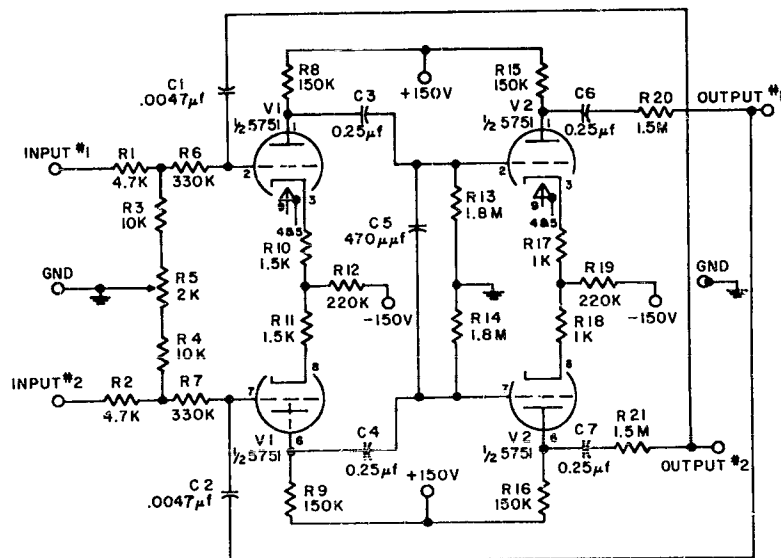 C1
.0047µf
R8
150K
V1
½ 5751
1
C3
0.25µf
+150V
R15
150K
V2
½ 5751
1
C6
0.25µf
R20
1.5M
OUTPUT #1
INPUT #1
R1
4.7K
R6
330K
2
3
9
4&5
R3
10K
R10
1.5K
C5
470µµf
R13
1.8M
2
3
9
4&5
R17
1K
GND
R5
2K
R12
220K
-150V
R19
220K
-150V
GND
R4
10K
R11
1.5K
R14
1.8M
R18
1K
INPUT #2
R2
4.7K
R7
330K
7
8
V1
½ 5751
6
C4
0.25µf
7
8
V2
½ 5751
6
C7
0.25µf
R21
1.5M
OUTPUT #2
C2
.0047µf
R9
150K
+150V
R16
150K